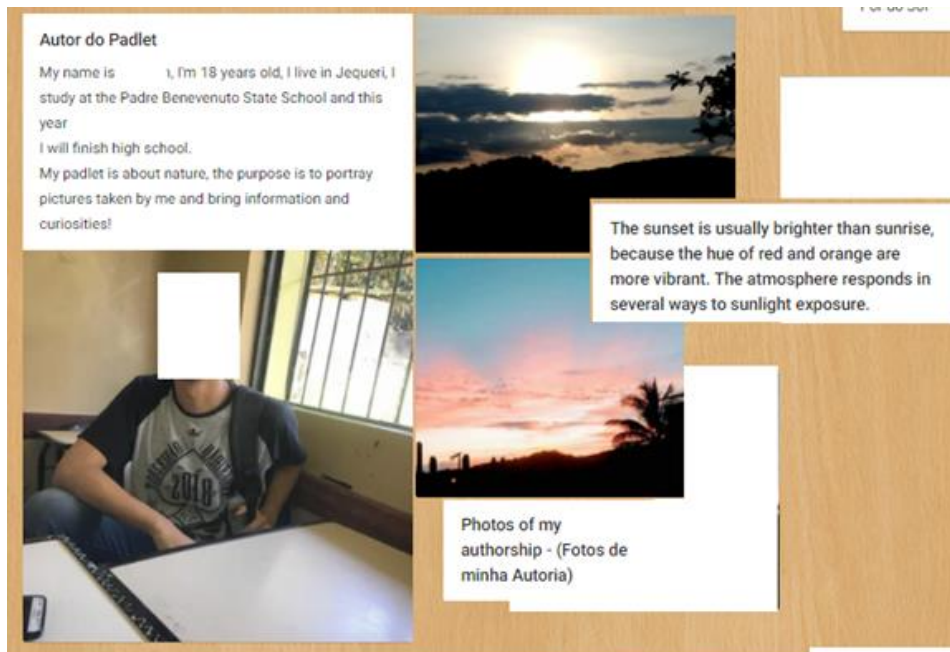 Autor do Padlet
My name is n, I'm 18 years old, I live in Jequeri, I
study at the Padre Benevenuto State School and this
year
I will finish high school.
My padlet is about nature, the purpose is to portray
pictures taken by me and bring information and
curiosities!
The sunset is usually brighter than sunrise,
because the hue of red and orange are
more vibrant. The atmosphere responds in
several ways to sunlight exposure.
2018
Photos of my
authorship - (Fotos de
minha Autoria)